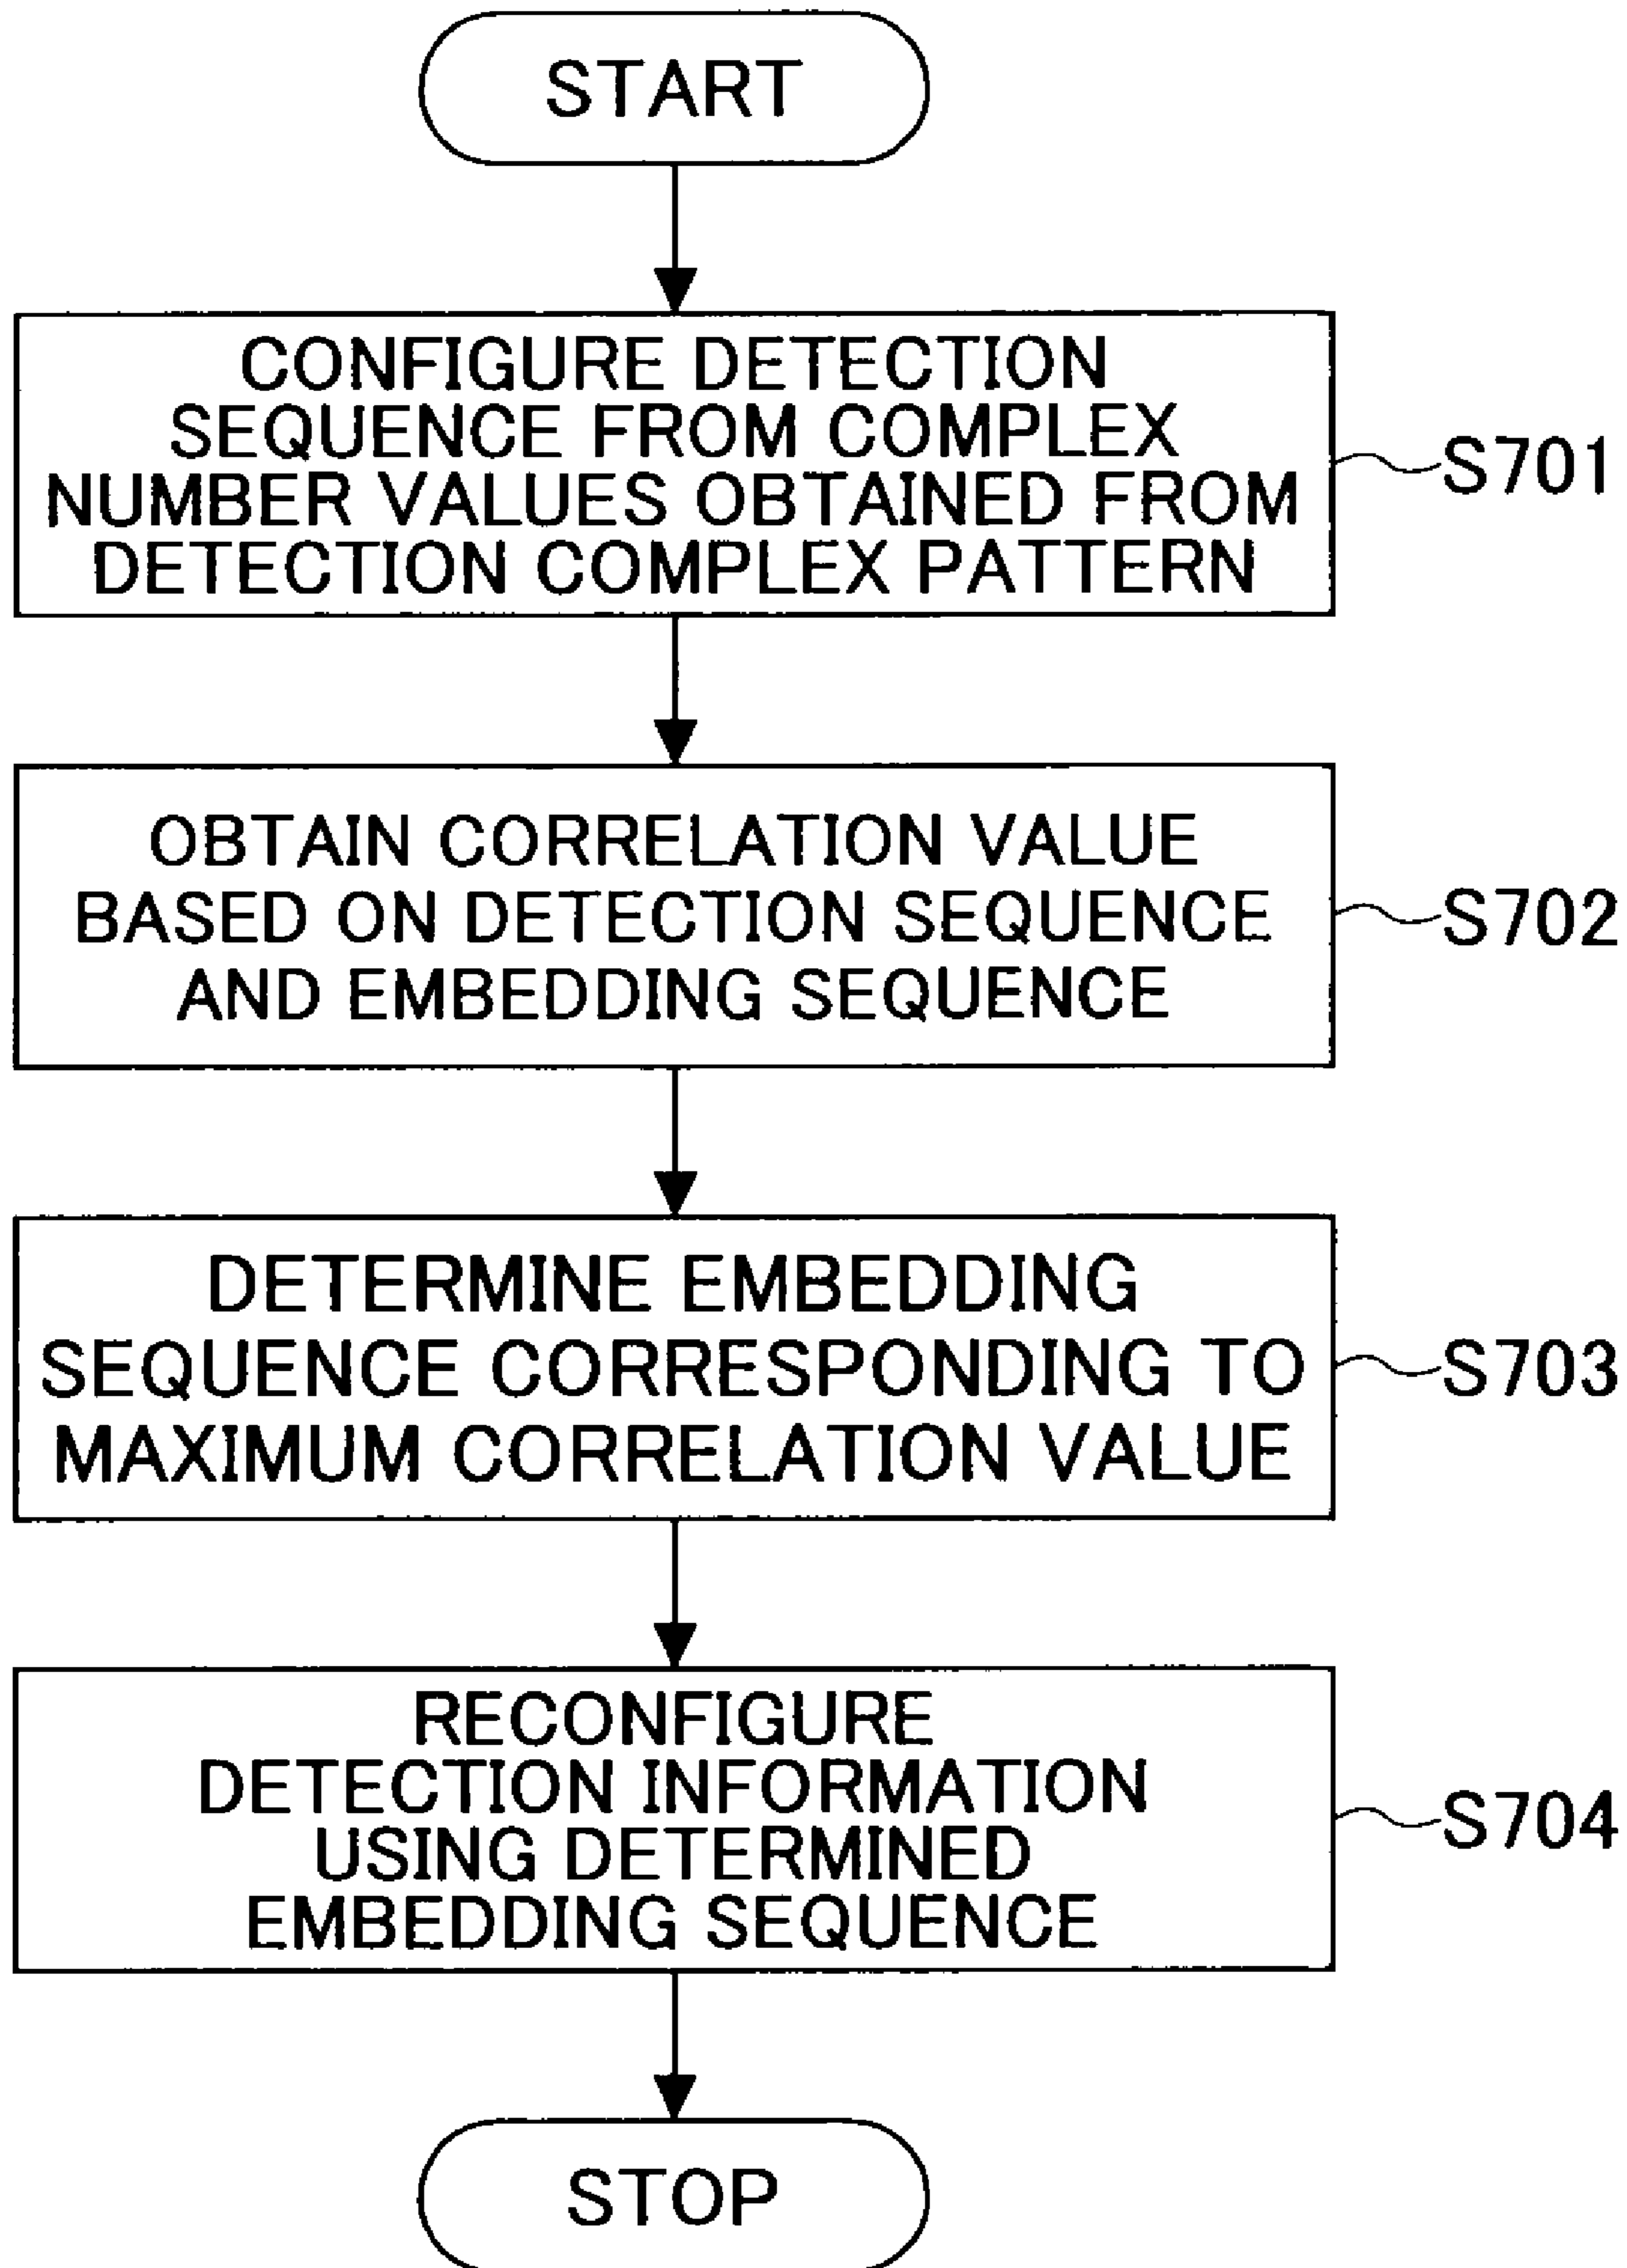 START
CONFIGURE DETECTION
SEQUENCE FROM COMPLEX
NUMBER VALUES OBTAINED FROM
DETECTION COMPLEX PATTERN
S701
OBTAIN CORRELATION VALUE
BASED ON DETECTION SEQUENCE
AND EMBEDDING SEQUENCE
S702
DETERMINE EMBEDDING
SEQUENCE CORRESPONDING TO
MAXIMUM CORRELATION VALUE
S703
RECONFIGURE
DETECTION INFORMATION
USING DETERMINED
EMBEDDING SEQUENCE
S704
STOP